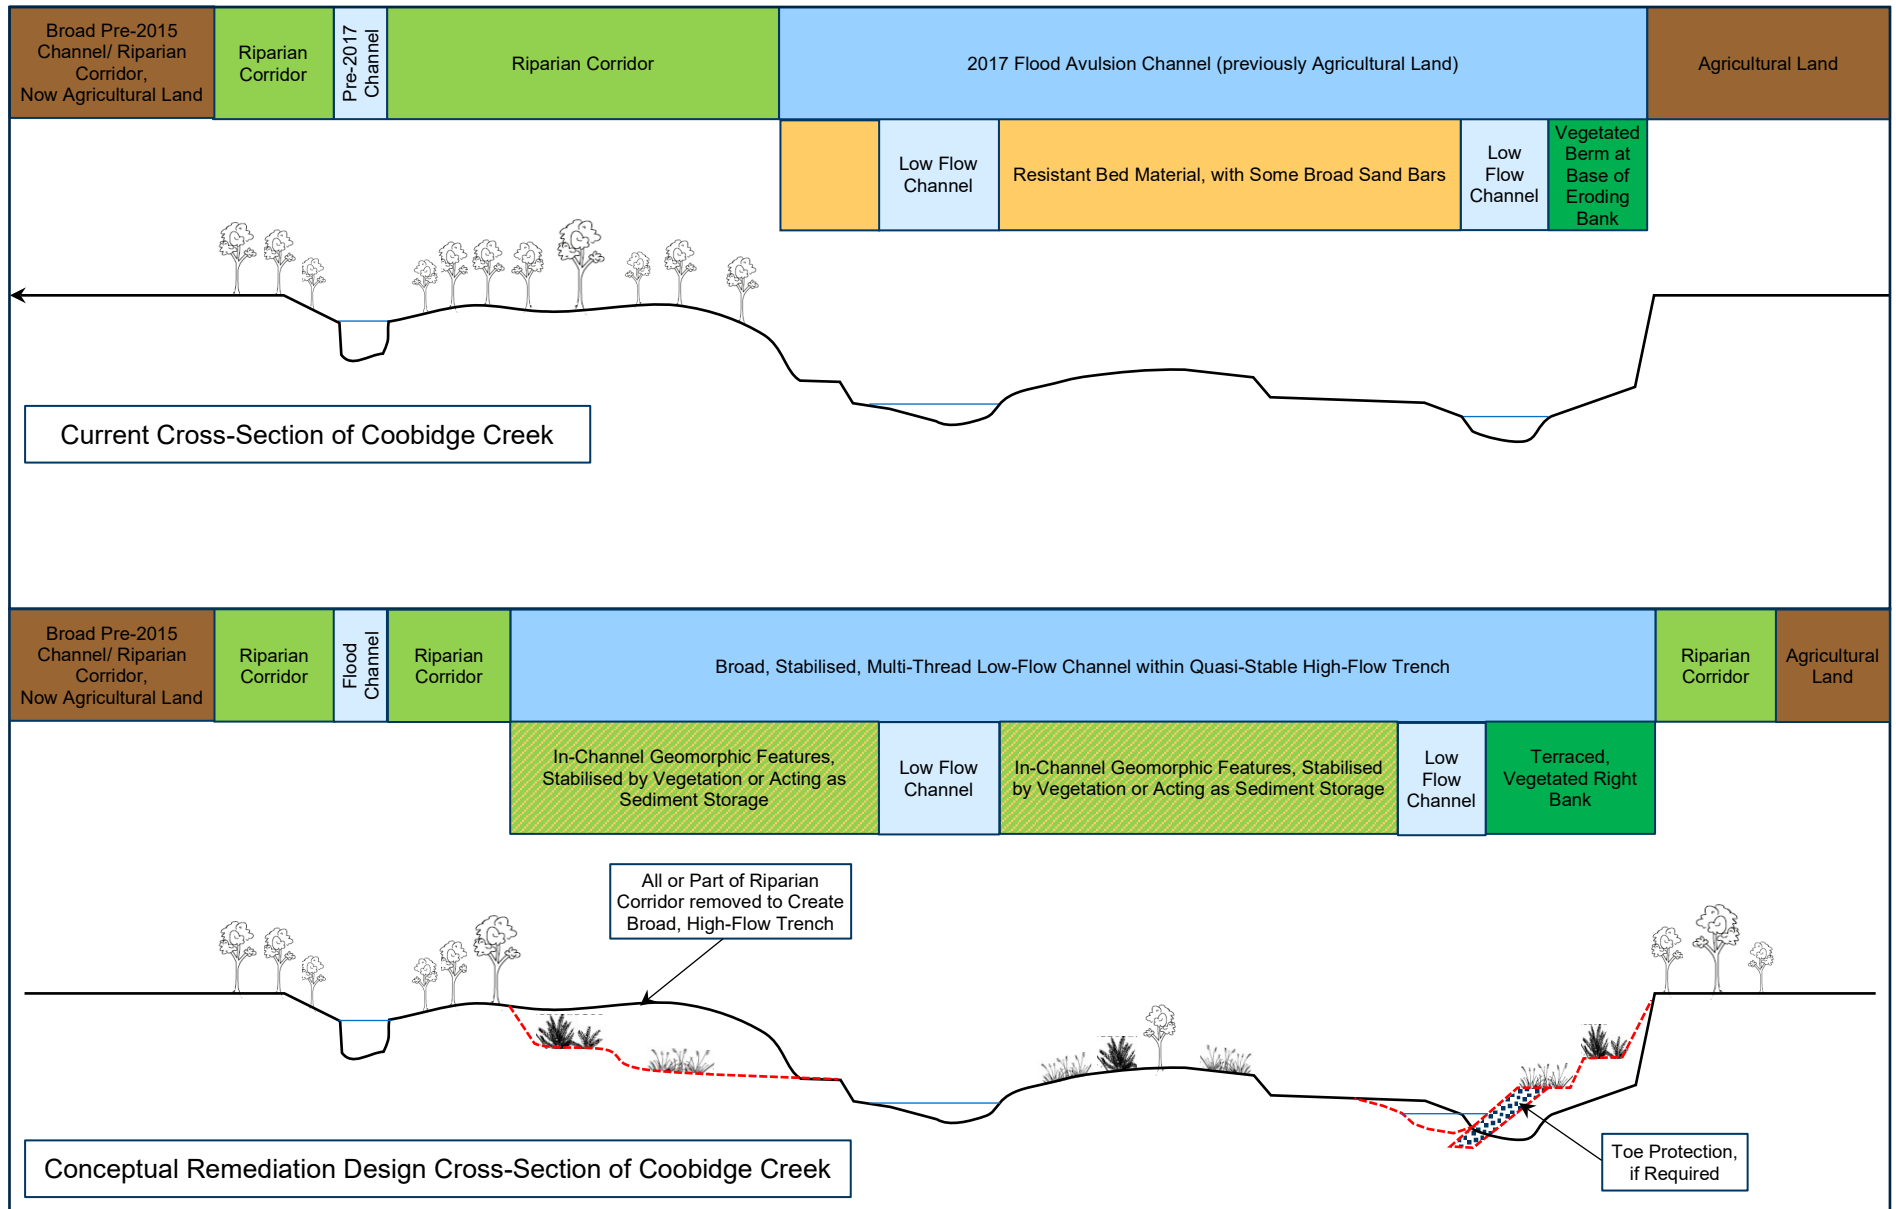 Broad Pre-2015
Channel/ Riparian
Corridor,
Now Agricultural Land
Riparian
Corridor
Pre-2017
Channel
Riparian Corridor
2017 Flood Avulsion Channel (previously Agricultural Land)
Agricultural Land
Low Flow
Channel
Resistant Bed Material, with Some Broad Sand Bars
Low
Flow
Channel
Vegetated
Berm at
Base of
Eroding
Bank
Current Cross-Section of Coobidge Creek
Broad Pre-2015
Channel/ Riparian
Corridor,
Now Agricultural Land
Riparian
Corridor
Flood
Channel
Riparian
Corridor
Broad, Stabilised, Multi-Thread Low-Flow Channel within Quasi-Stable High-Flow Trench
Riparian
Corridor
Agricultural
Land
In-Channel Geomorphic Features,
Stabilised by Vegetation or Acting as
Sediment Storage
Low Flow
Channel
In-Channel Geomorphic Features, Stabilised
by Vegetation or Acting as Sediment Storage
Low
Flow
Channel
Terraced,
Vegetated Right
Bank
All or Part of Riparian
Corridor removed to Create
Broad, High-Flow Trench
Toe Protection,
if Required
Conceptual Remediation Design Cross-Section of Coobidge Creek